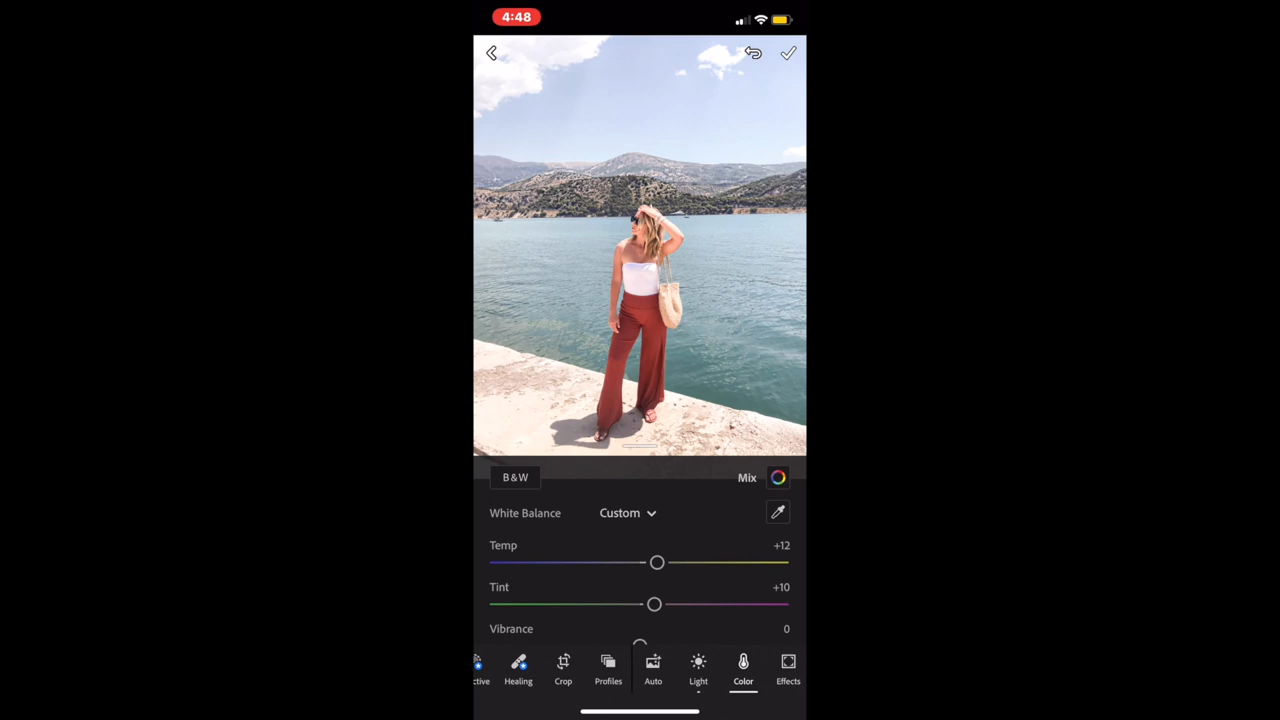 4:48
B&W Mix
White Balance Custom
Temp +12
Tint +10
Vibrance 0
ctive Healing Crop Profiles Auto Light Color Effects